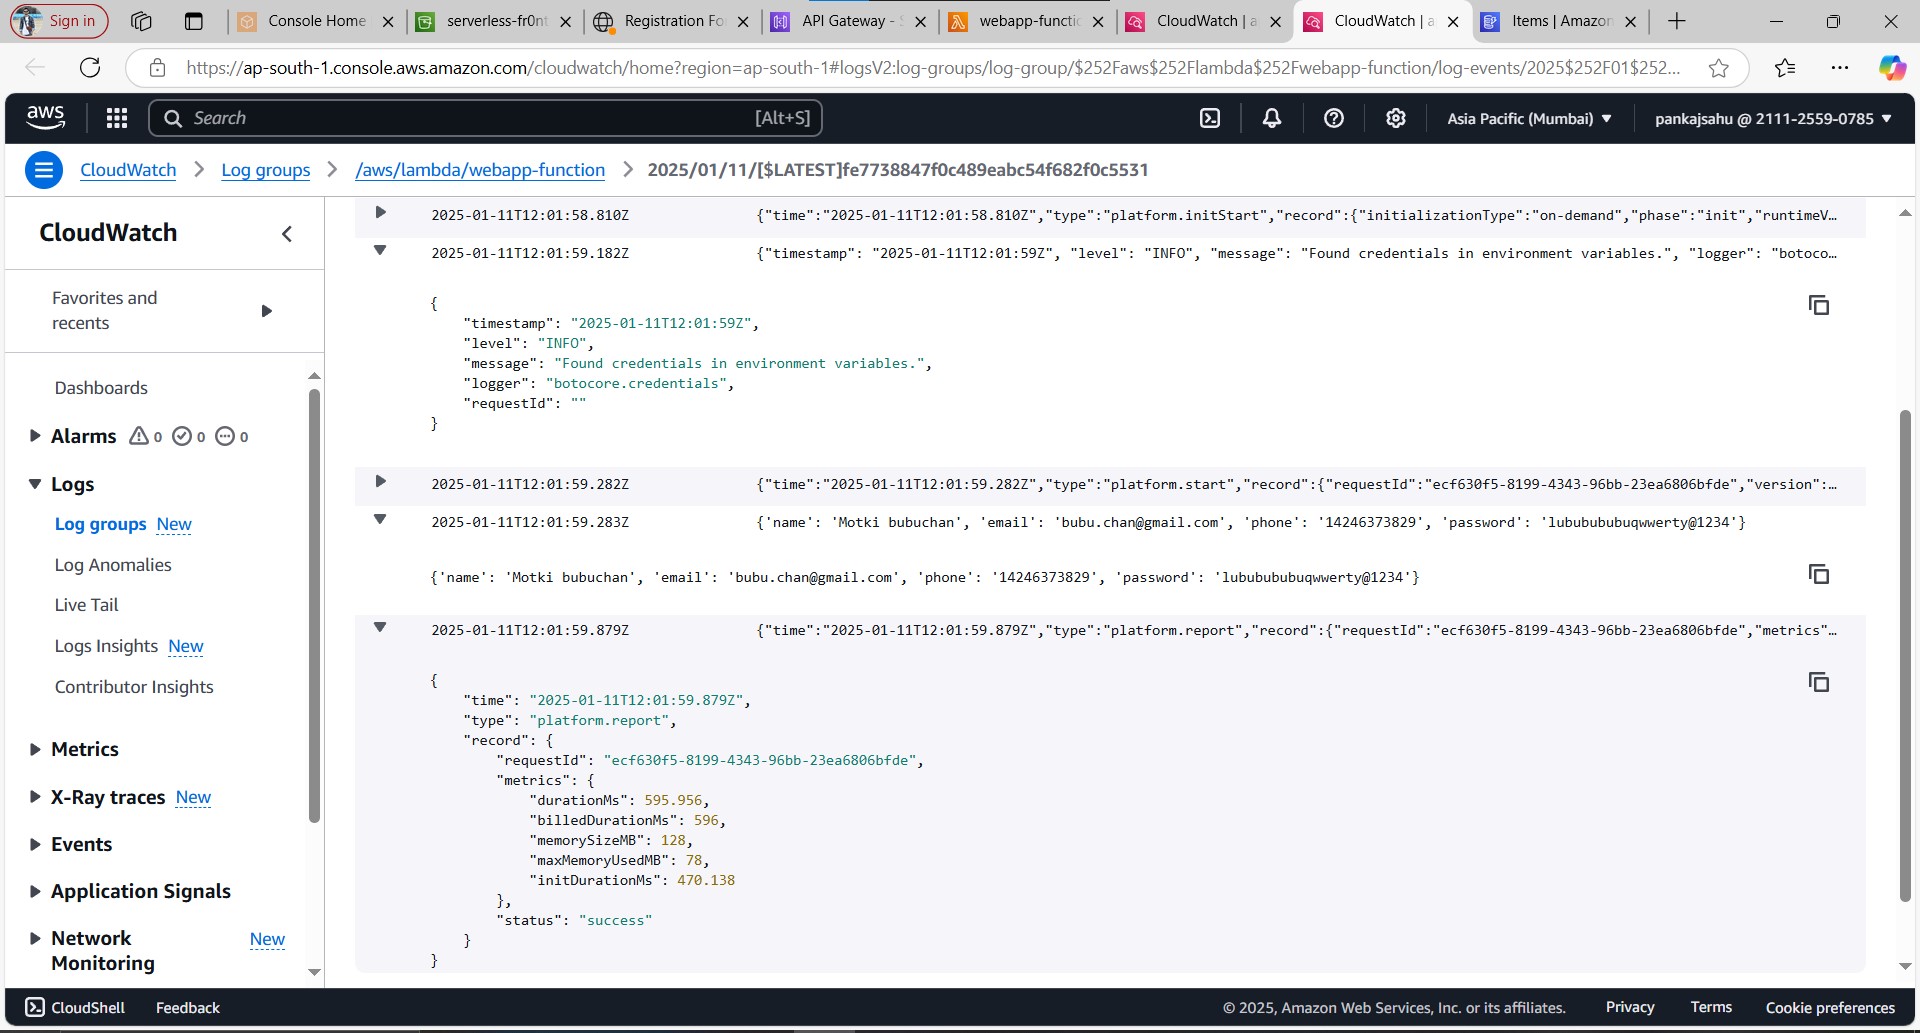 Sign in
Console Home
serverless-fr0nt
Registration Fo
API Gateway - S
webapp-functio
CloudWatch | a
CloudWatch | a
Items | Amazon
https://ap-south-1.console.aws.amazon.com/cloudwatch/home?region=ap-south-1#logsV2:log-groups/log-group/$252Faws$252Flambda$252Fwebapp-function/log-events/2025$252F01$252...
aws
Search
[Alt+S]
Asia Pacific (Mumbai)
pankajsahu @ 2111-2559-0785
CloudWatch
Log groups
/aws/lambda/webapp-function
2025/01/11/[$LATEST]fe7738847f0c489eabc54f682f0c5531
CloudWatch
Favorites and
recents
Dashboards
Alarms 0 0 0
Logs
Log groups New
Log Anomalies
Live Tail
Logs Insights New
Contributor Insights
Metrics
X-Ray traces New
Events
Application Signals
Network New
Monitoring
2025-01-11T12:01:58.810Z {"time":"2025-01-11T12:01:58.810Z","type":"platform.initStart","record":{"initializationType":"on-demand","phase":"init","runtimeV…
2025-01-11T12:01:59.182Z {"timestamp": "2025-01-11T12:01:59Z", "level": "INFO", "message": "Found credentials in environment variables.", "logger": "botoco…
{
"timestamp": "2025-01-11T12:01:59Z",
"level": "INFO",
"message": "Found credentials in environment variables.",
"logger": "botocore.credentials",
"requestId": ""
}
2025-01-11T12:01:59.282Z {"time":"2025-01-11T12:01:59.282Z","type":"platform.start","record":{"requestId":"ecf630f5-8199-4343-96bb-23ea6806bfde","version":…
2025-01-11T12:01:59.283Z {'name': 'Motki bubuchan', 'email': 'bubu.chan@gmail.com', 'phone': '14246373829', 'password': 'lububububuqwwerty@1234'}
{'name': 'Motki bubuchan', 'email': 'bubu.chan@gmail.com', 'phone': '14246373829', 'password': 'lububububuqwwerty@1234'}
2025-01-11T12:01:59.879Z {"time":"2025-01-11T12:01:59.879Z","type":"platform.report","record":{"requestId":"ecf630f5-8199-4343-96bb-23ea6806bfde","metrics"…
{
"time": "2025-01-11T12:01:59.879Z",
"type": "platform.report",
"record": {
"requestId": "ecf630f5-8199-4343-96bb-23ea6806bfde",
"metrics": {
"durationMs": 595.956,
"billedDurationMs": 596,
"memorySizeMB": 128,
"maxMemoryUsedMB": 78,
"initDurationMs": 470.138
},
"status": "success"
}
}
CloudShell
Feedback
© 2025, Amazon Web Services, Inc. or its affiliates.
Privacy
Terms
Cookie preferences